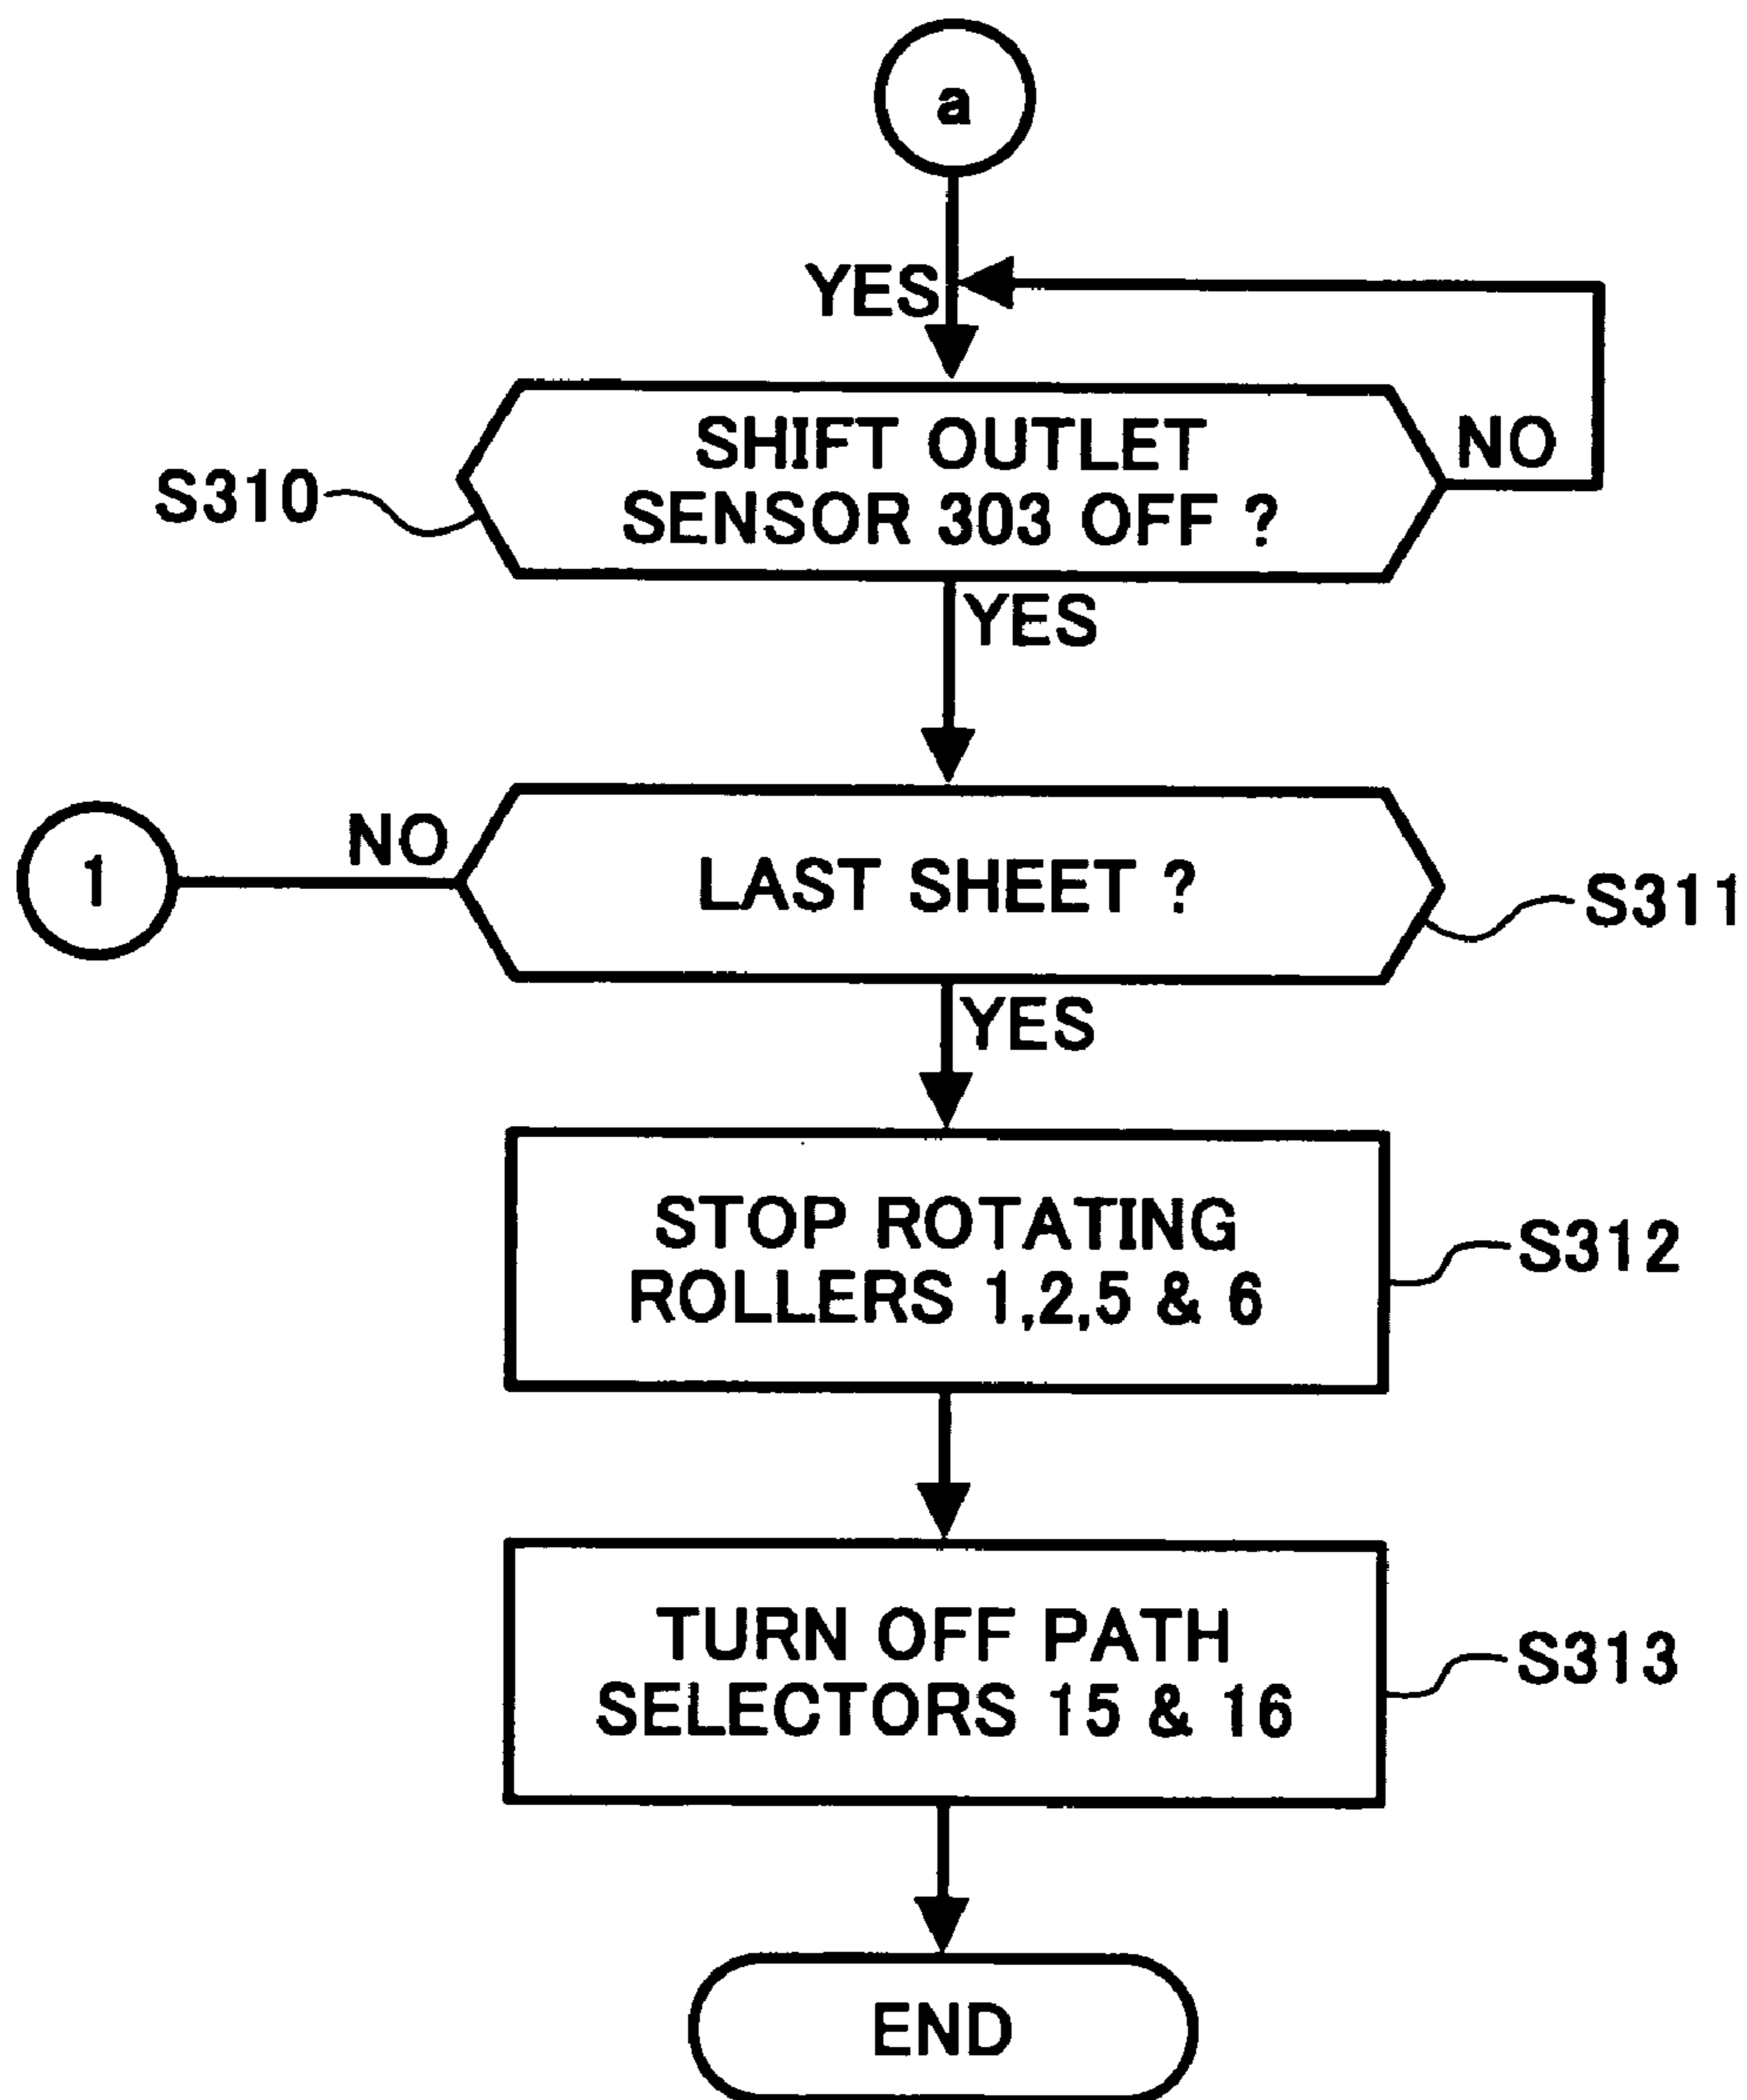 a
YES
SHIFT OUTLET
SENSOR 303 OFF ?
NO
S310
YES
1
NO
LAST SHEET ?
S311
YES
STOP ROTATING
ROLLERS 1,2,5 & 6
S312
TURN OFF PATH
SELECTORS 15 & 16
S313
END